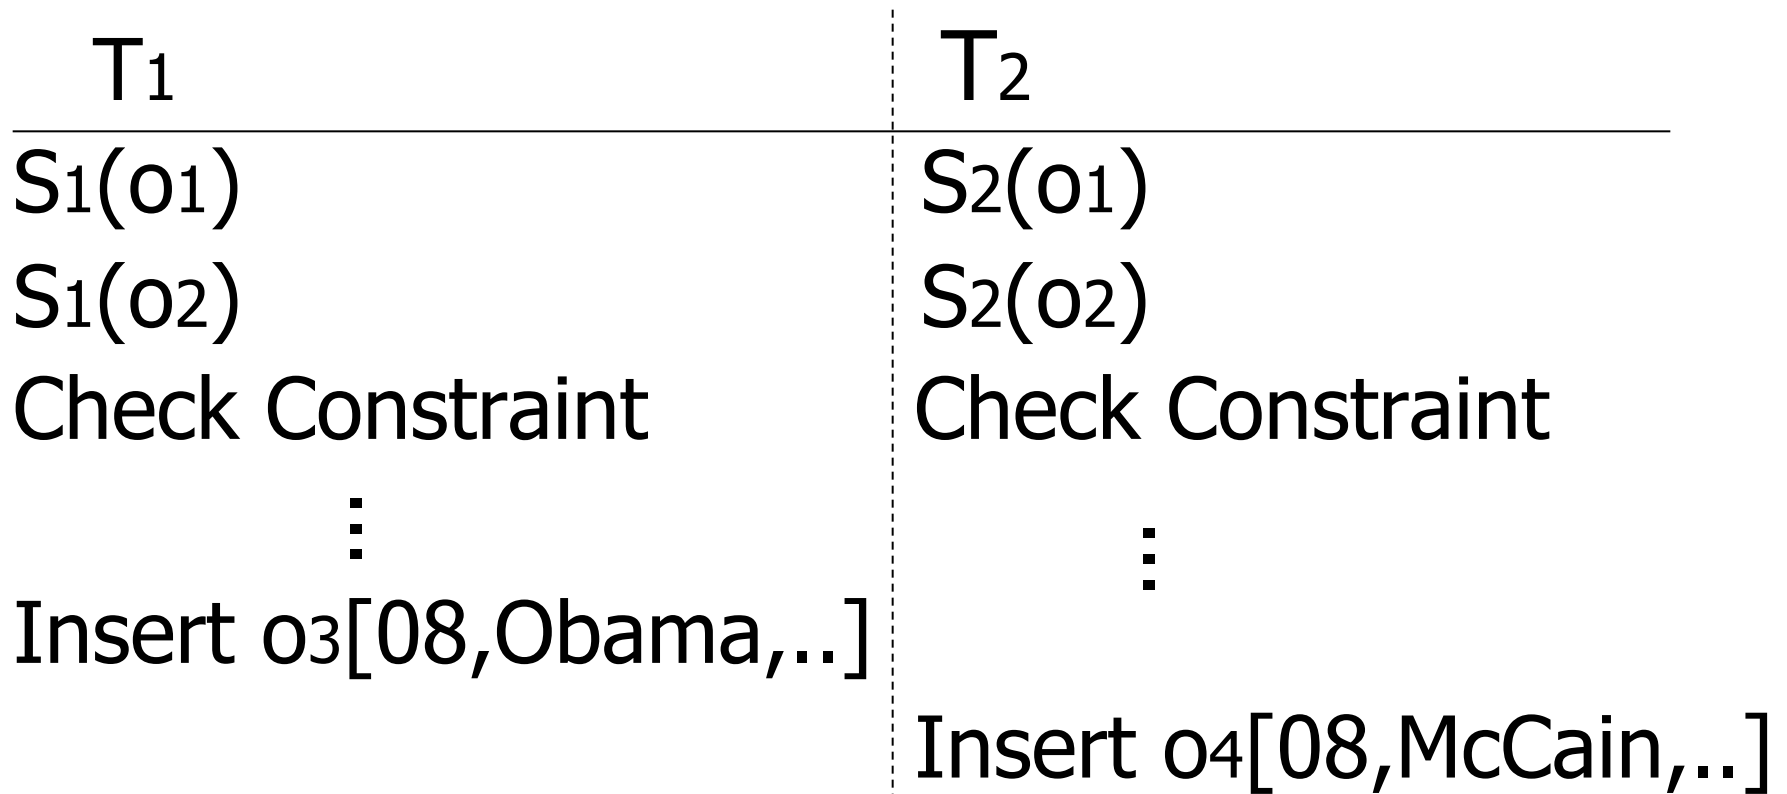 T1 T2
S1(o1) S2(o1)
S1(o2) S2(o2)
Check Constraint Check Constraint
⋮ ⋮
Insert o3[08,Obama,..]
Insert o4[08,McCain,..]